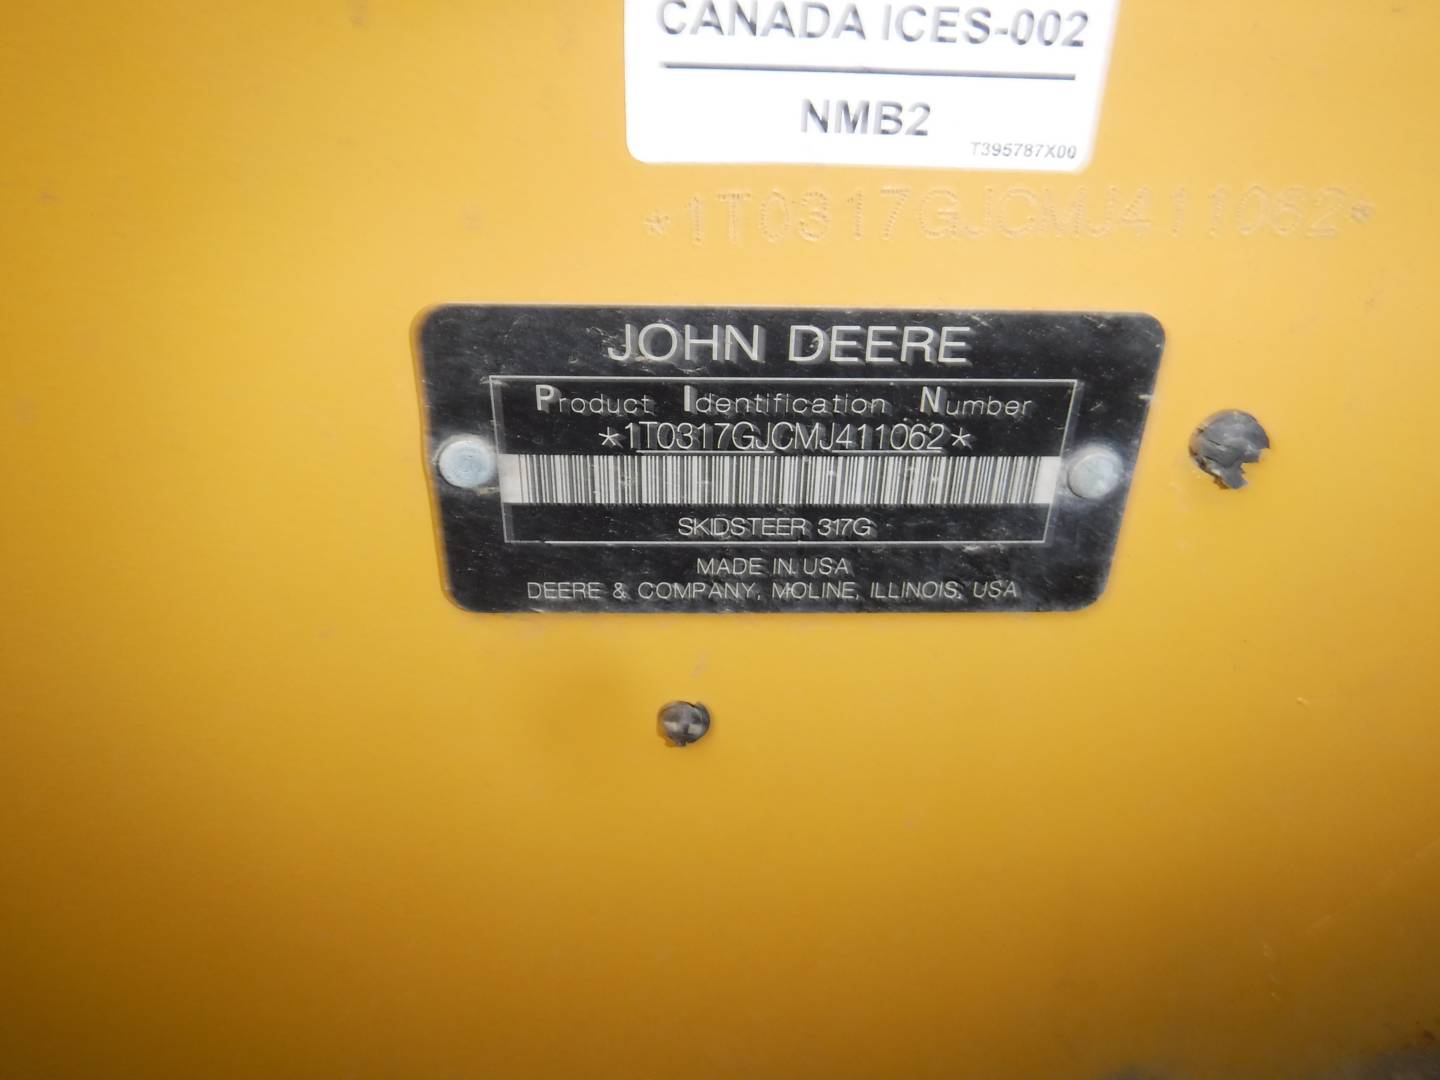 CANADA ICES-002
NMB2
T395787X00
*1T0317GJCMJ411062*
JOHN DEERE
Product Identification Number
*1T0317GJCMJ411062*
SKIDSTEER 317G
MADE IN USA
DEERE & COMPANY, MOLINE, ILLINOIS, USA